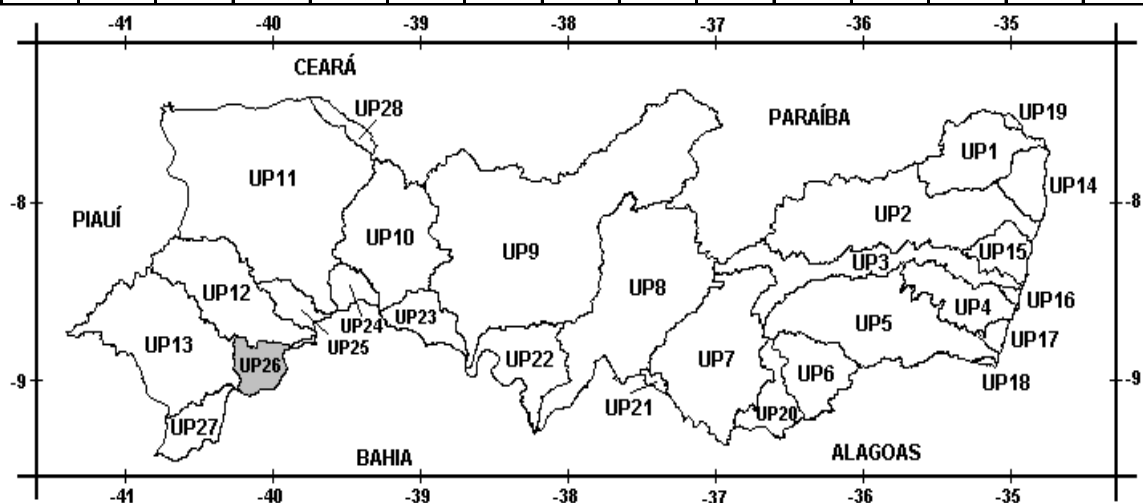 -41 -40 -39 -38 -37 -36 -35
CEARÁ
UP28
PARAÍBA
UP19
UP1
UP11
UP14
-8 -8
PIAUÍ
UP2
UP10
UP9
UP15
UP3
UP12
UP8
UP16
UP4
UP24
UP23
UP5
UP17
UP13
UP25
UP26
UP22
UP7
UP6
-9 -9
UP18
UP21
UP20
UP27
BAHIA
ALAGOAS
-41 -40 -39 -38 -37 -36 -35